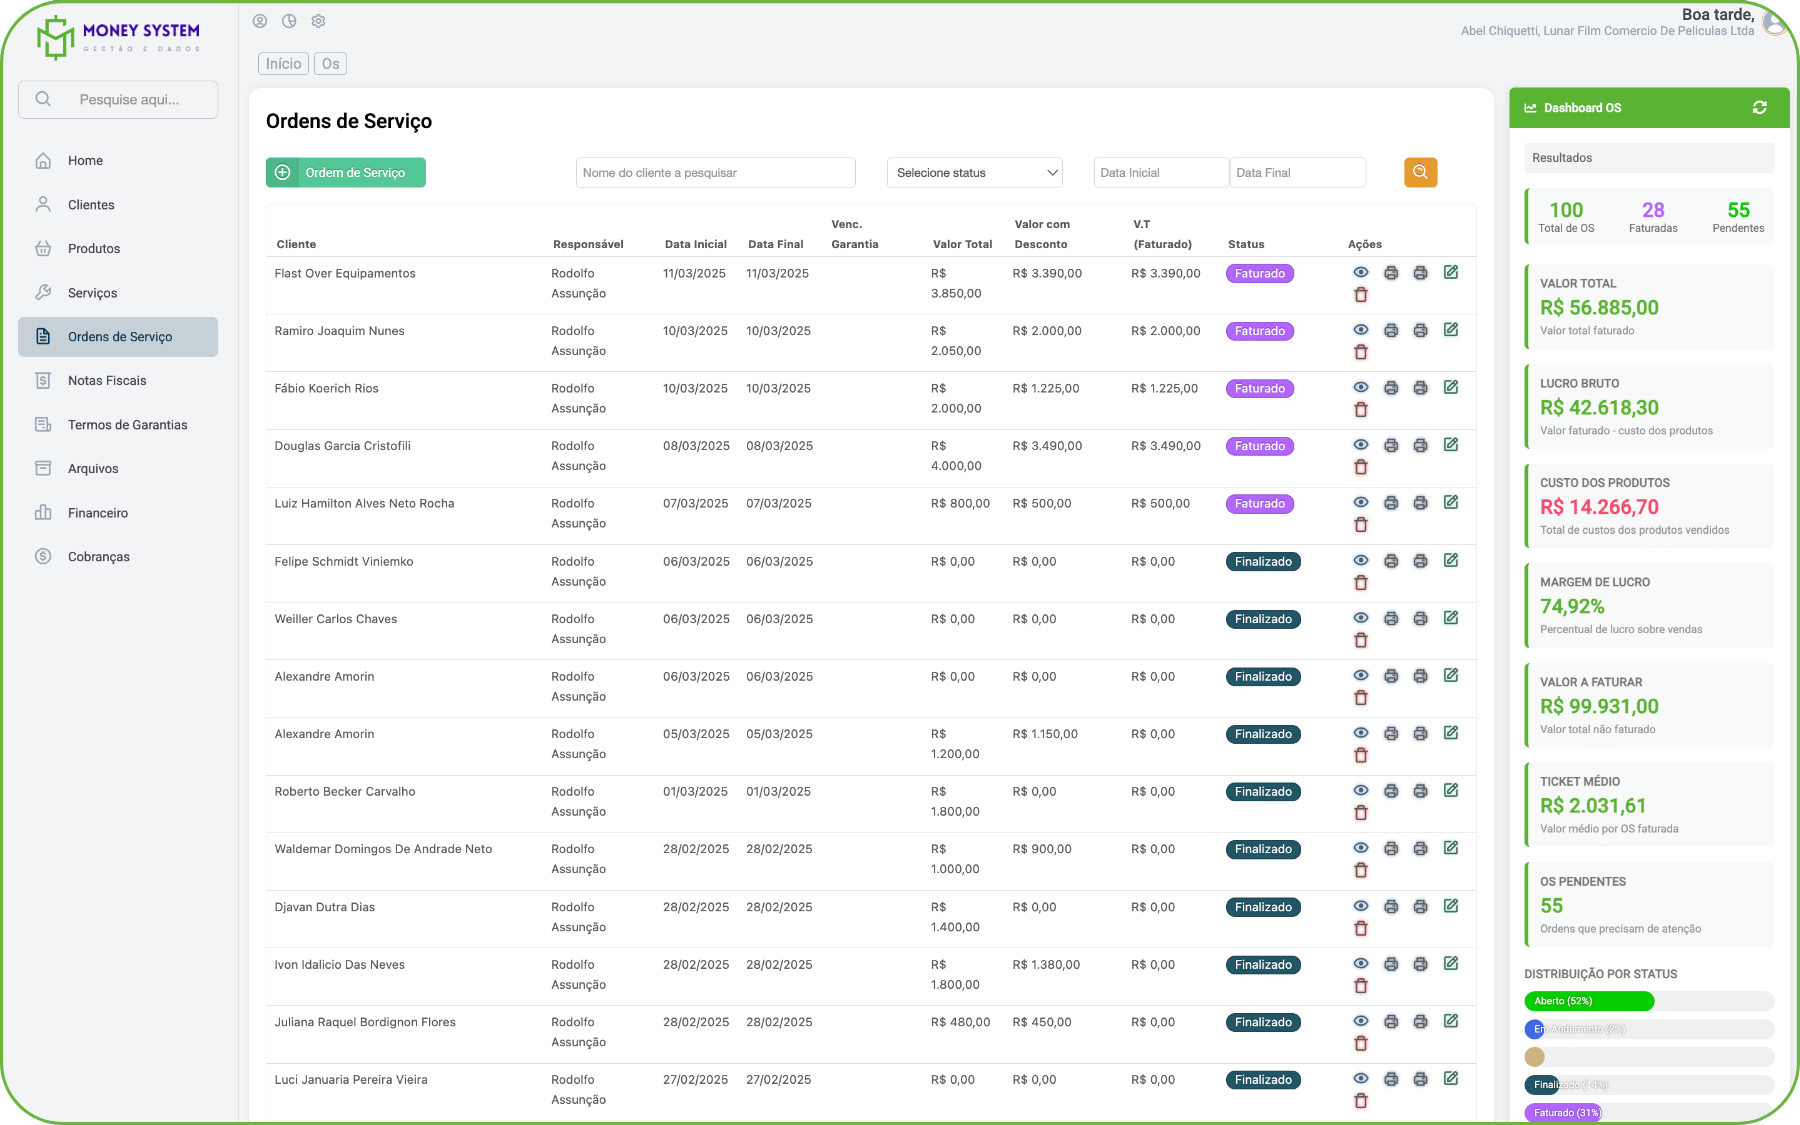 MONEY SYSTEM
GESTÃO E DADOS
Pesquise aqui...
Home
Clientes
Produtos
Serviços
Ordens de Serviço
Notas Fiscais
Termos de Garantias
Arquivos
Financeiro
Cobranças
Boa tarde,
Abel Chiquetti, Lunar Film Comercio De Peliculas Ltda
Início Os
Ordens de Serviço
Ordem de Serviço Nome do cliente a pesquisar Selecione status Data Inicial Data Final
Venc. Valor com V.T
Cliente Responsável Data Inicial Data Final Garantia Valor Total Desconto (Faturado) Status Ações
Flast Over Equipamentos Rodolfo 11/03/2025 11/03/2025 R$ R$ 3.390,00 R$ 3.390,00 Faturado
Assunção 3.850,00
Ramiro Joaquim Nunes Rodolfo 10/03/2025 10/03/2025 R$ R$ 2.000,00 R$ 2.000,00 Faturado
Assunção 2.050,00
Fábio Koerich Rios Rodolfo 10/03/2025 10/03/2025 R$ R$ 1.225,00 R$ 1.225,00 Faturado
Assunção 2.000,00
Douglas Garcia Cristofili Rodolfo 08/03/2025 08/03/2025 R$ R$ 3.490,00 R$ 3.490,00 Faturado
Assunção 4.000,00
Luiz Hamilton Alves Neto Rocha Rodolfo 07/03/2025 07/03/2025 R$ 800,00 R$ 500,00 R$ 500,00 Faturado
Assunção
Felipe Schmidt Viniemko Rodolfo 06/03/2025 06/03/2025 R$ 0,00 R$ 0,00 R$ 0,00 Finalizado
Assunção
Weiller Carlos Chaves Rodolfo 06/03/2025 06/03/2025 R$ 0,00 R$ 0,00 R$ 0,00 Finalizado
Assunção
Alexandre Amorin Rodolfo 06/03/2025 06/03/2025 R$ 0,00 R$ 0,00 R$ 0,00 Finalizado
Assunção
Alexandre Amorin Rodolfo 05/03/2025 05/03/2025 R$ R$ 1.150,00 R$ 0,00 Finalizado
Assunção 1.200,00
Roberto Becker Carvalho Rodolfo 01/03/2025 01/03/2025 R$ R$ 0,00 R$ 0,00 Finalizado
Assunção 1.800,00
Waldemar Domingos De Andrade Neto Rodolfo 28/02/2025 28/02/2025 R$ R$ 900,00 R$ 0,00 Finalizado
Assunção 1.000,00
Djavan Dutra Dias Rodolfo 28/02/2025 28/02/2025 R$ R$ 0,00 R$ 0,00 Finalizado
Assunção 1.400,00
Ivon Idalicio Das Neves Rodolfo 28/02/2025 28/02/2025 R$ R$ 1.380,00 R$ 0,00 Finalizado
Assunção 1.800,00
Juliana Raquel Bordignon Flores Rodolfo 28/02/2025 28/02/2025 R$ 480,00 R$ 450,00 R$ 0,00 Finalizado
Assunção
Luci Januaria Pereira Vieira Rodolfo 27/02/2025 27/02/2025 R$ 0,00 R$ 0,00 R$ 0,00 Finalizado
Assunção
Dashboard OS
Resultados
100 28 55
Total de OS Faturadas Pendentes
VALOR TOTAL
R$ 56.885,00
Valor total faturado
LUCRO BRUTO
R$ 42.618,30
Valor faturado - custo dos produtos
CUSTO DOS PRODUTOS
R$ 14.266,70
Total de custos dos produtos vendidos
MARGEM DE LUCRO
74,92%
Percentual de lucro sobre vendas
VALOR A FATURAR
R$ 99.931,00
Valor total não faturado
TICKET MÉDIO
R$ 2.031,61
Valor médio por OS faturada
OS PENDENTES
55
Ordens que precisam de atenção
DISTRIBUIÇÃO POR STATUS
Aberto (52%)
Em Andamento (2%)
Finalizado (14%)
Faturado (31%)